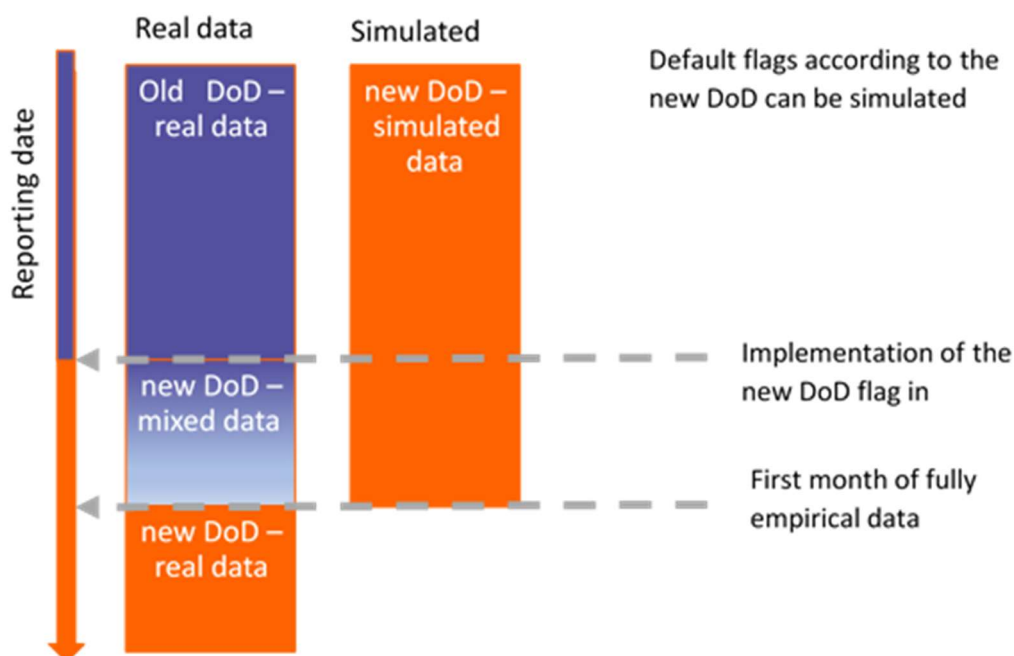 Real data
Simulated
Reporting date
Old DoD –
real data
new DoD –
simulated
data
Default flags according to the
new DoD can be simulated
new DoD –
mixed data
Implementation of the
new DoD flag in
new DoD –
real data
First month of fully
empirical data